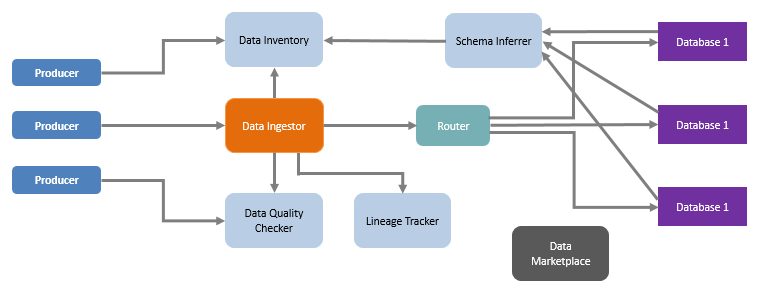 Data Inventory
Schema Inferrer
Database 1
Producer
Producer
Data Ingestor
Router
Database 1
Producer
Data Quality
Checker
Lineage Tracker
Database 1
Data
Marketplace